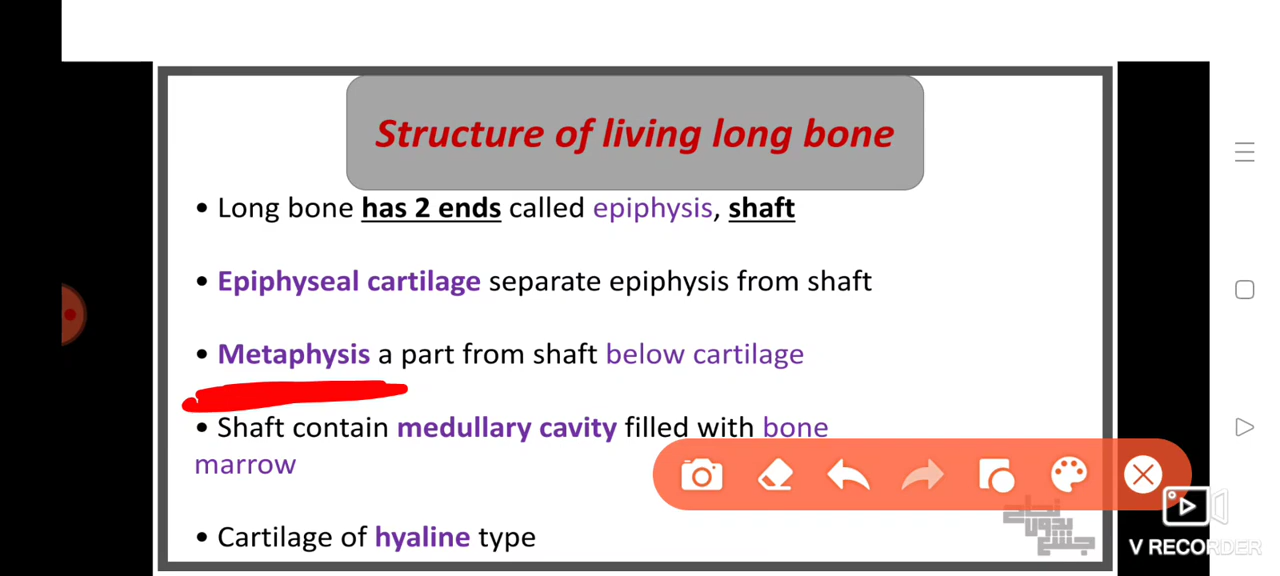 Structure of living long bone
• Long bone has 2 ends called epiphysis, shaft
• Epiphyseal cartilage separate epiphysis from shaft
• Metaphysis a part from shaft below cartilage
• Shaft contain medullary cavity filled with bone
marrow
• Cartilage of hyaline type
V RECORDER